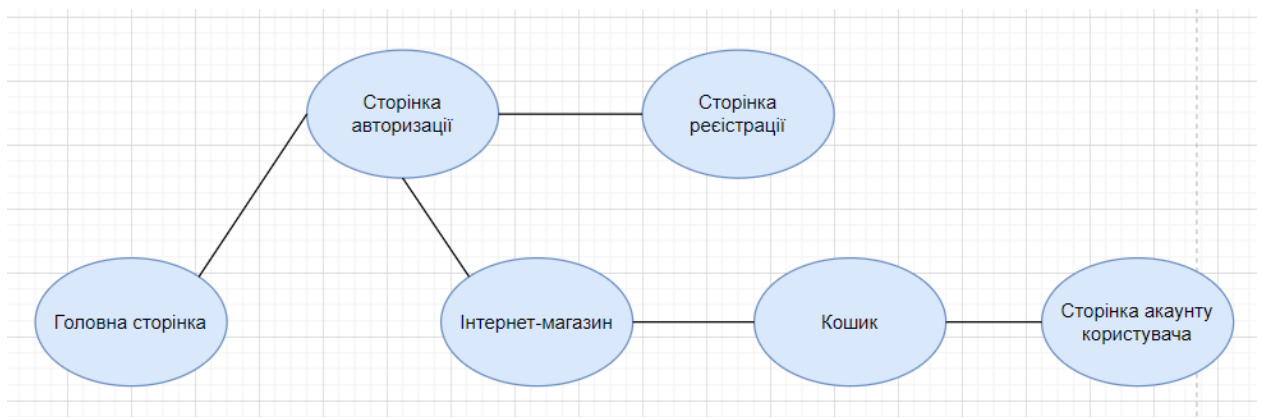 Сторінка
авторизації
Сторінка
реєстрації
Головна сторінка
Інтернет-магазин
Кошик
Сторінка акаунту
користувача